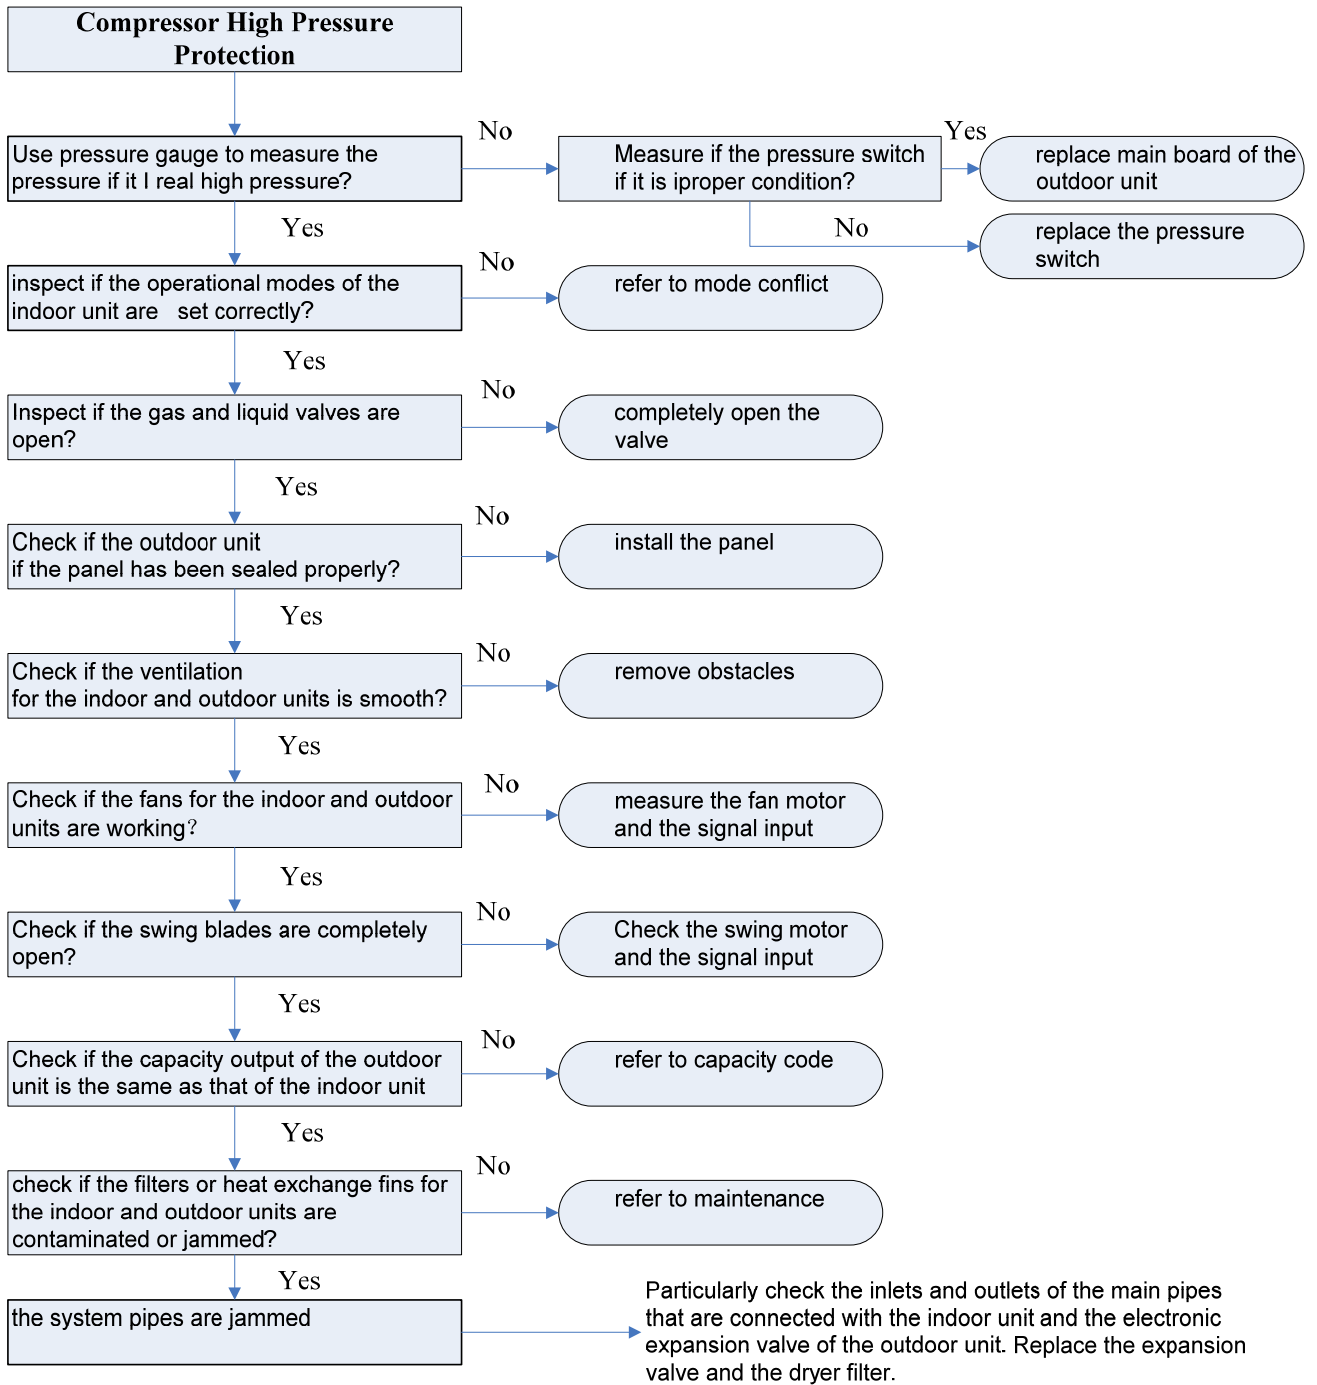 Compressor High Pressure
Protection
No
Yes
Use pressure gauge to measure the
pressure if it I real high pressure?
Measure if the pressure switch
if it is iproper condition?
replace main board of the
outdoor unit
Yes
No
replace the pressure
switch
No
inspect if the operational modes of the
indoor unit are set correctly?
refer to mode conflict
Yes
No
Inspect if the gas and liquid valves are
open?
completely open the
valve
Yes
No
Check if the outdoor unit
if the panel has been sealed properly?
install the panel
Yes
No
Check if the ventilation
for the indoor and outdoor units is smooth?
remove obstacles
Yes
No
Check if the fans for the indoor and outdoor
units are working?
measure the fan motor
and the signal input
Yes
No
Check if the swing blades are completely
open?
Check the swing motor
and the signal input
Yes
No
Check if the capacity output of the outdoor
unit is the same as that of the indoor unit
refer to capacity code
Yes
No
check if the filters or heat exchange fins for
the indoor and outdoor units are
contaminated or jammed?
refer to maintenance
Yes
the system pipes are jammed
Particularly check the inlets and outlets of the main pipes
that are connected with the indoor unit and the electronic
expansion valve of the outdoor unit. Replace the expansion
valve and the dryer filter.